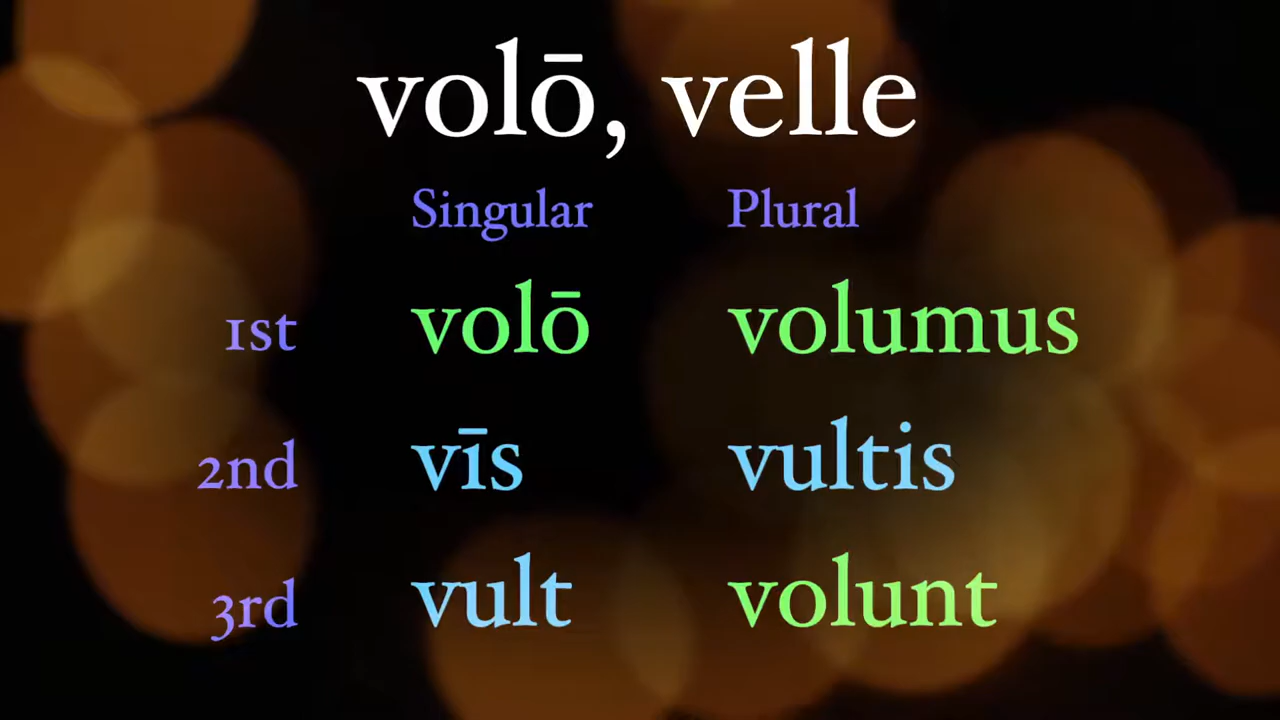 volō, velle
Singular Plural
1st volō volumus
2nd vīs vultis
3rd vult volunt